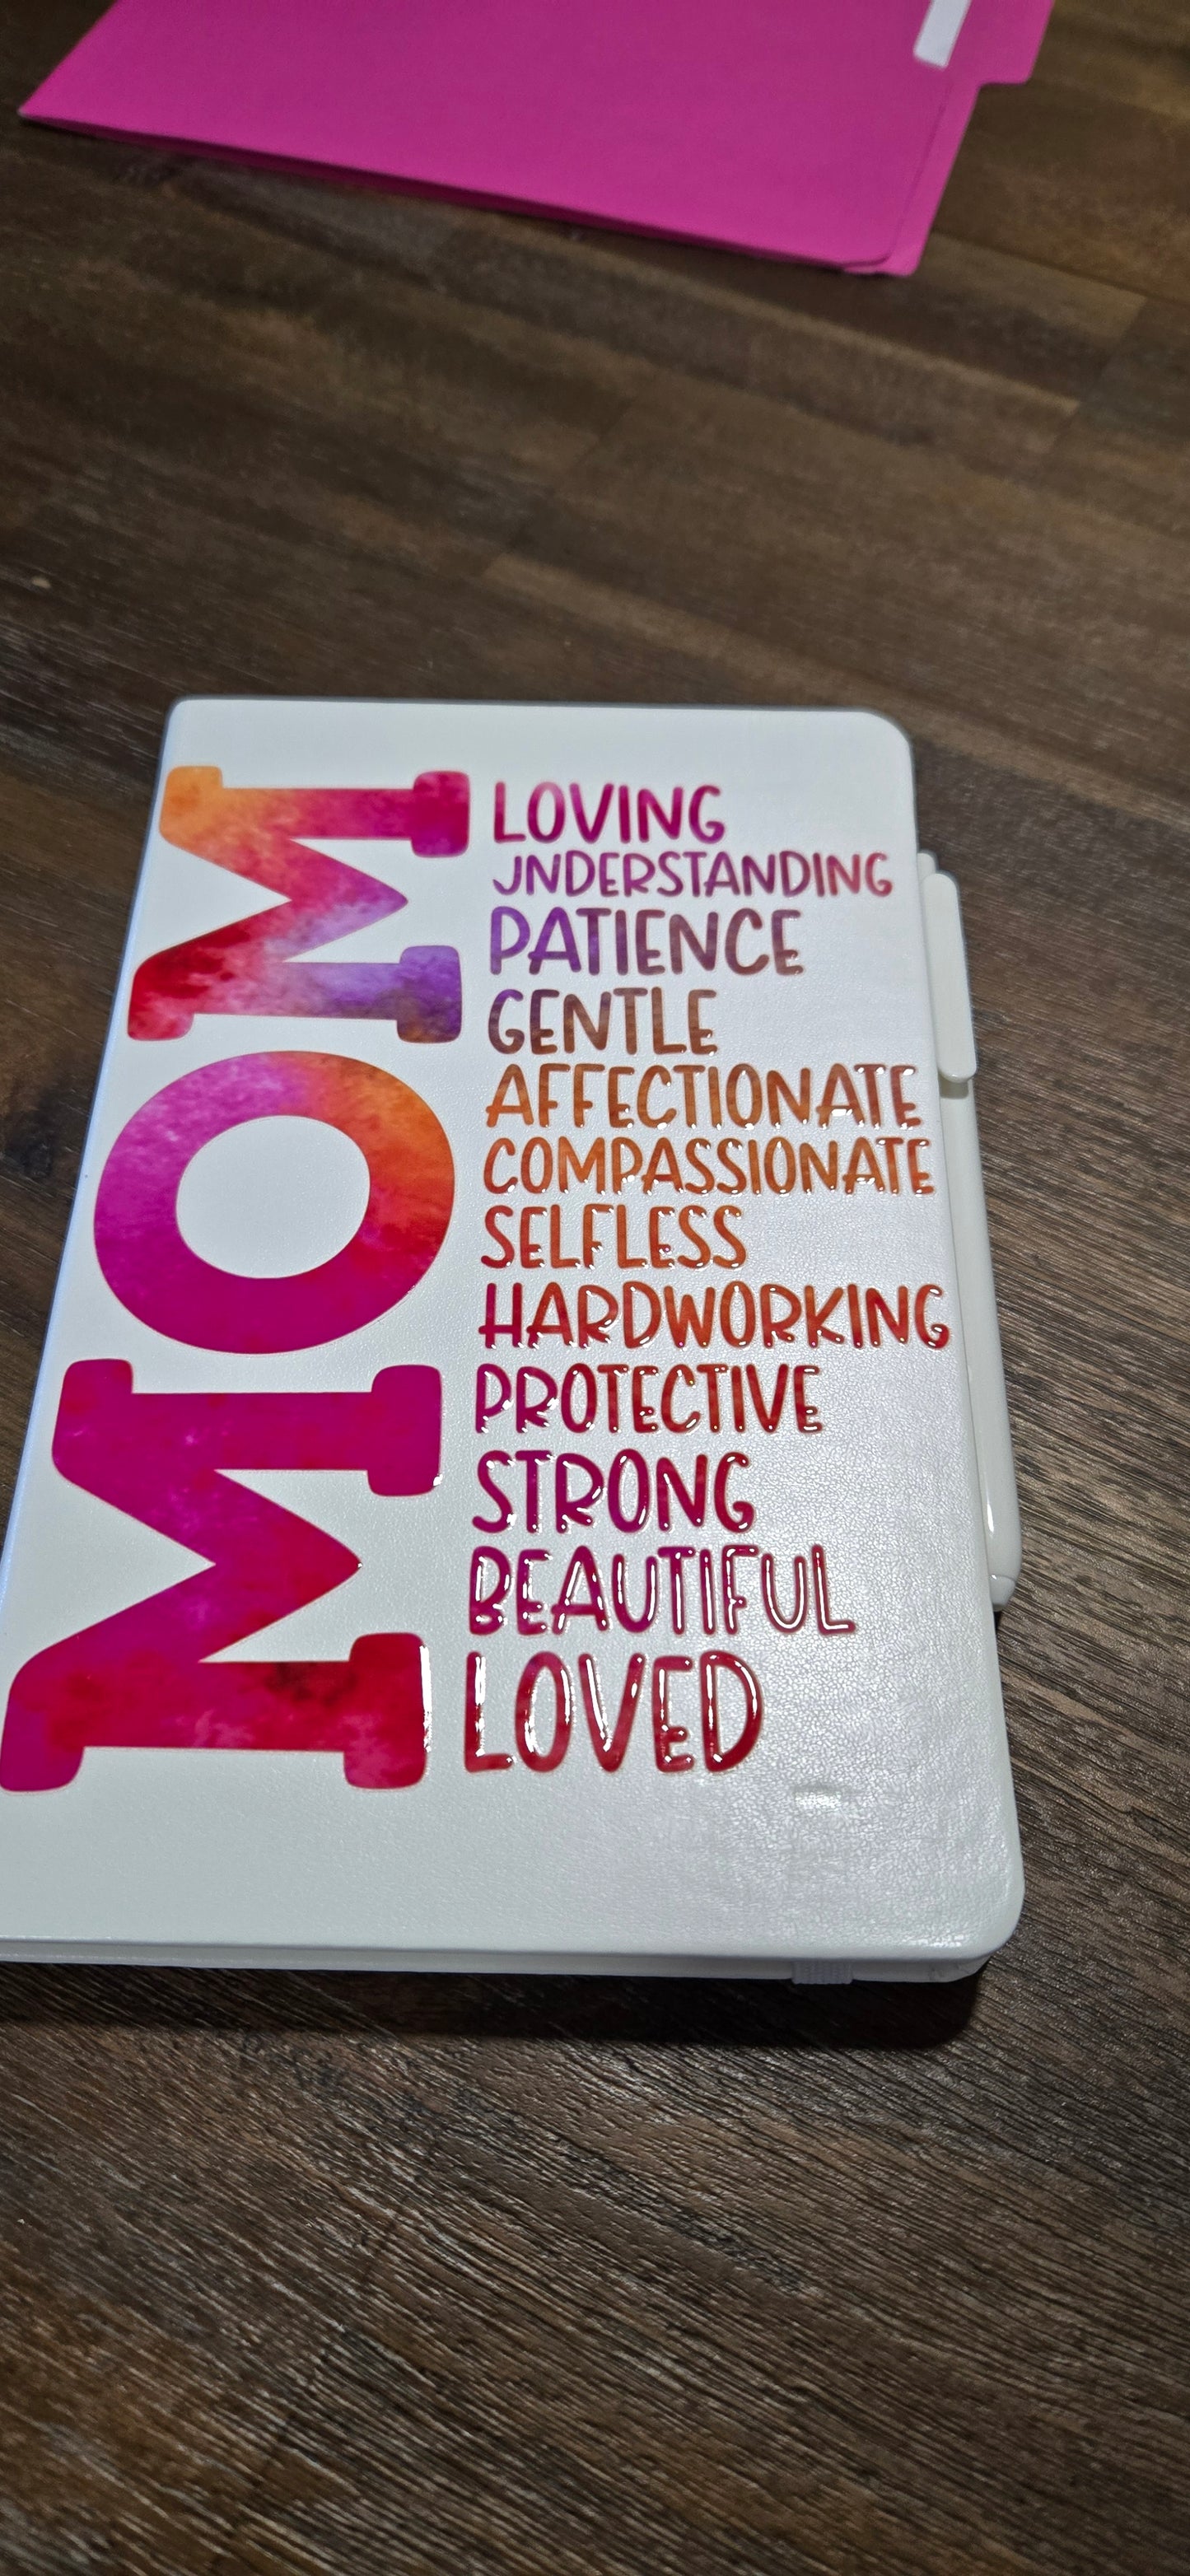 MOM
LOVING
JNDERSTANDING
PATIENCE
GENTLE
AFFECTIONATE
COMPASSIONATE
SELFLESS
HARDWORKING
PROTECTIVE
STRONG
BEAUTIFUL
LOVED